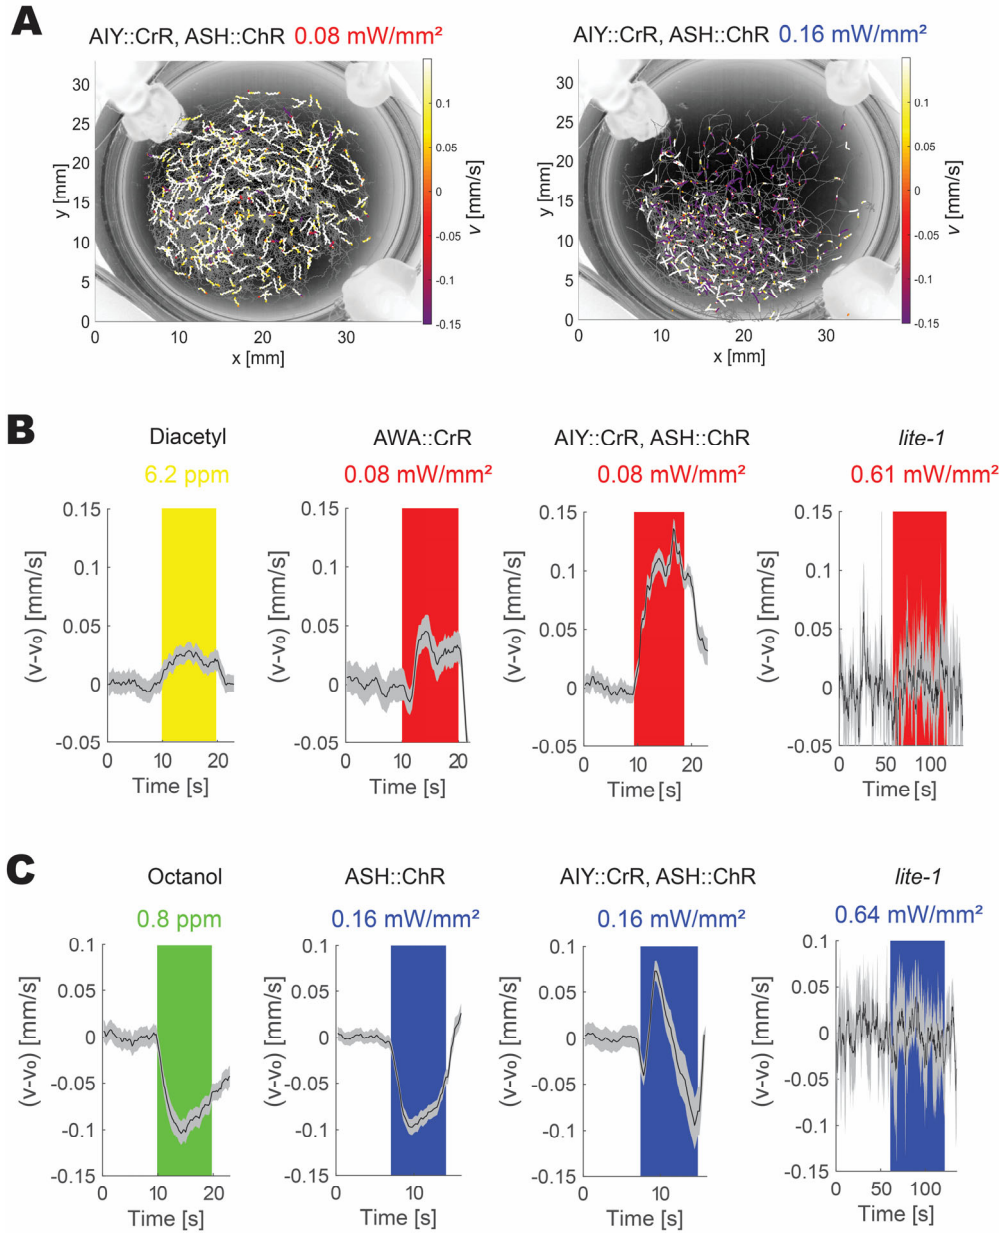 A
AIY::CrR, ASH::ChR 0.08 mW/mm²
AIY::CrR, ASH::ChR 0.16 mW/mm²
30
25
20
15
10
5
0
y [mm]
0
10
20
30
x [mm]
0.1
0.05
0
-0.05
-0.1
-0.15
v [mm/s]
30
25
20
15
10
5
0
y [mm]
0
10
20
30
x [mm]
0.1
0.05
0
-0.05
-0.1
-0.15
v [mm/s]
B
Diacetyl
6.2 ppm
0.15
0.1
0.05
0
-0.05
(v-v₀) [mm/s]
0 10 20
Time [s]
AWA::CrR
0.08 mW/mm²
0.15
0.1
0.05
0
-0.05
(v-v₀) [mm/s]
0 10 20
Time [s]
AIY::CrR, ASH::ChR
0.08 mW/mm²
0.15
0.1
0.05
0
-0.05
(v-v₀) [mm/s]
0 10 20
Time [s]
lite-1
0.61 mW/mm²
0.15
0.1
0.05
0
-0.05
(v-v₀) [mm/s]
0 50 100
Time [s]
C
Octanol
0.8 ppm
0.1
0.05
0
-0.05
-0.1
-0.15
(v-v₀) [mm/s]
0 10 20
Time [s]
ASH::ChR
0.16 mW/mm²
0.1
0.05
0
-0.05
-0.1
-0.15
(v-v₀) [mm/s]
0 10
Time [s]
AIY::CrR, ASH::ChR
0.16 mW/mm²
0.1
0.05
0
-0.05
-0.1
-0.15
(v-v₀) [mm/s]
0 10
Time [s]
lite-1
0.64 mW/mm²
0.1
0.05
0
-0.05
-0.1
-0.15
(v-v₀) [mm/s]
0 50 100
Time [s]